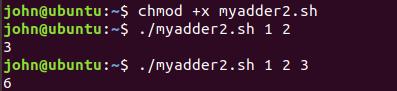 john@ubuntu:~$ chmod +x myadder2.sh
john@ubuntu:~$ ./myadder2.sh 1 2
3
john@ubuntu:~$ ./myadder2.sh 1 2 3
6